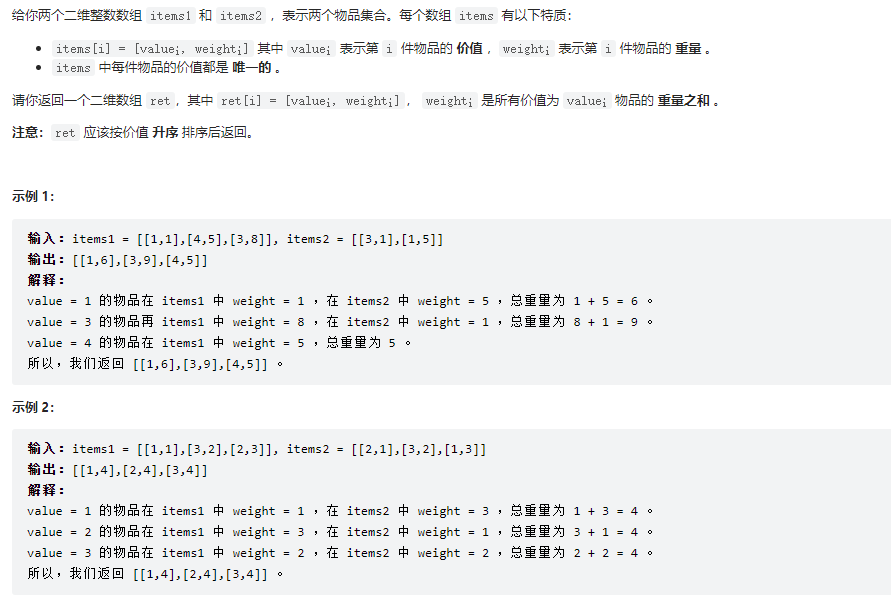 给你两个二维整数数组 items1 和 items2 ，表示两个物品集合。每个数组 items 有以下特质：
• items[i] = [valueᵢ, weightᵢ] 其中 valueᵢ 表示第 i 件物品的 价值 ，weightᵢ 表示第 i 件物品的 重量 。
• items 中每件物品的价值都是 唯一的 。
请你返回一个二维数组 ret，其中 ret[i] = [valueᵢ, weightᵢ]， weightᵢ 是所有价值为 valueᵢ 物品的 重量之和 。
注意：ret 应该按价值 升序 排序后返回。
示例 1：
输入：items1 = [[1,1],[4,5],[3,8]], items2 = [[3,1],[1,5]]
输出：[[1,6],[3,9],[4,5]]
解释：
value = 1 的物品在 items1 中 weight = 1 ，在 items2 中 weight = 5 ，总重量为 1 + 5 = 6 。
value = 3 的物品再 items1 中 weight = 8 ，在 items2 中 weight = 1 ，总重量为 8 + 1 = 9 。
value = 4 的物品在 items1 中 weight = 5 ，总重量为 5 。
所以，我们返回 [[1,6],[3,9],[4,5]] 。
示例 2：
输入：items1 = [[1,1],[3,2],[2,3]], items2 = [[2,1],[3,2],[1,3]]
输出：[[1,4],[2,4],[3,4]]
解释：
value = 1 的物品在 items1 中 weight = 1 ，在 items2 中 weight = 3 ，总重量为 1 + 3 = 4 。
value = 2 的物品在 items1 中 weight = 3 ，在 items2 中 weight = 1 ，总重量为 3 + 1 = 4 。
value = 3 的物品在 items1 中 weight = 2 ，在 items2 中 weight = 2 ，总重量为 2 + 2 = 4 。
所以，我们返回 [[1,4],[2,4],[3,4]] 。